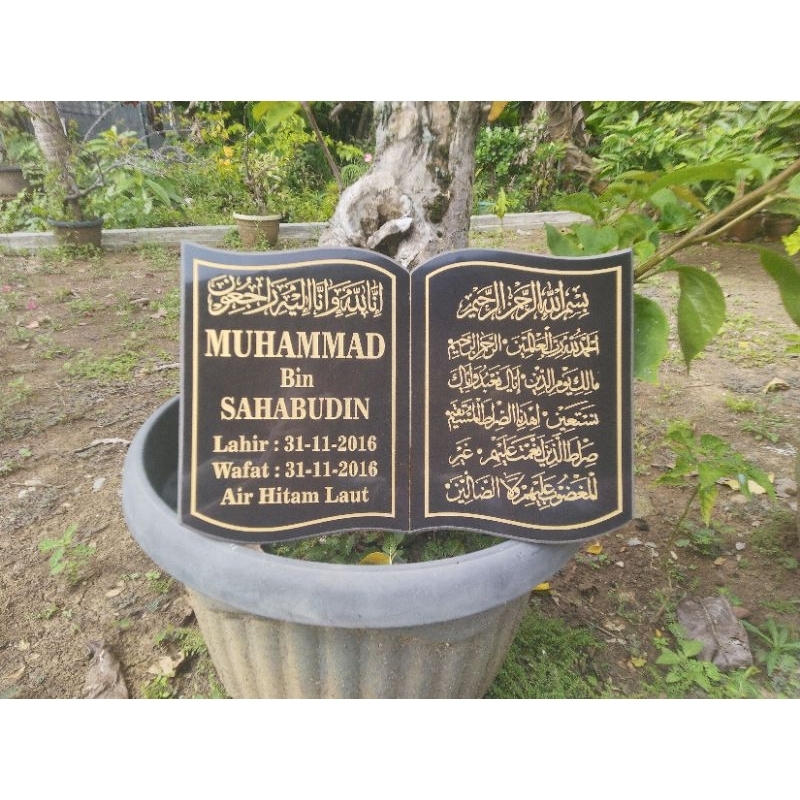 إنا لله وإنا إليه راجعون
MUHAMMAD
Bin
SAHABUDIN
Lahir : 31-11-2016
Wafat : 31-11-2016
Air Hitam Laut
بسم الله الرحمن الرحيم
الحمد لله رب العالمين الرحمن الرحيم
مالك يوم الدين إياك نعبد وإياك
نستعين اهدنا الصراط المستقيم
صراط الذين أنعمت عليهم غير
المغضوب عليهم ولا الضالين